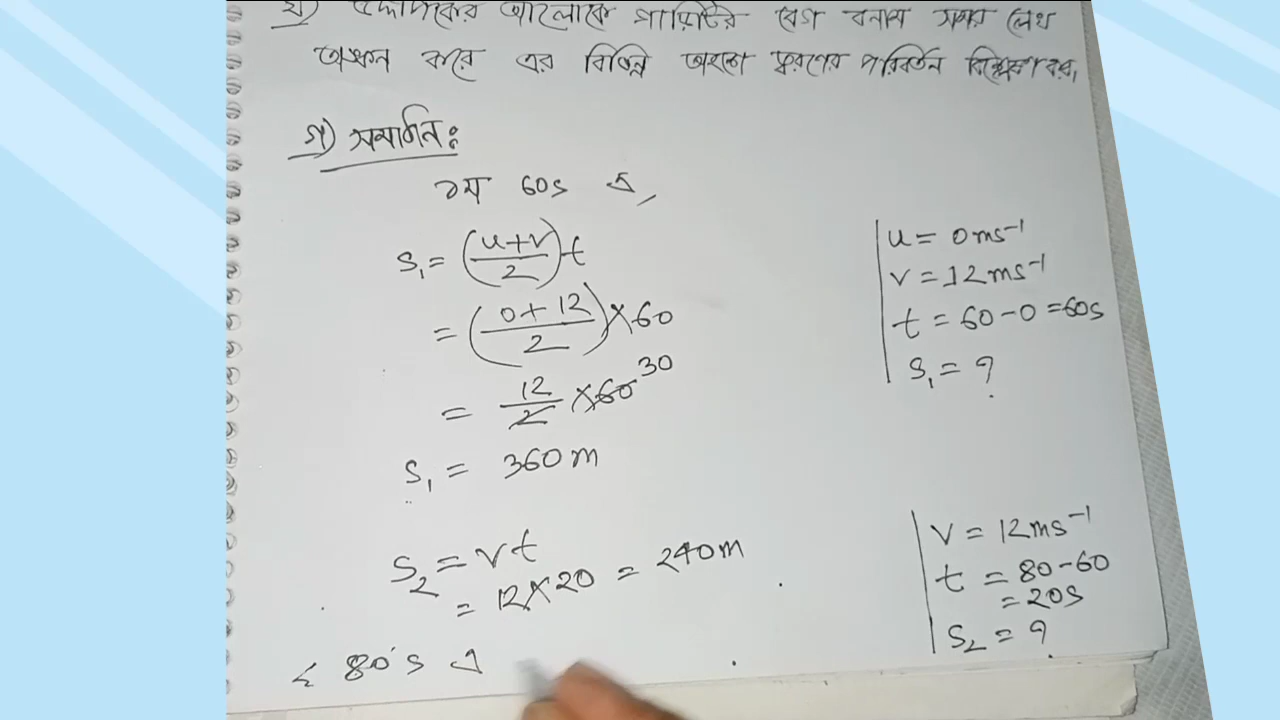 ঘ) উদ্দীপকের আলোকে গাড়িটির বেগ বনাম সময় লেখ
অঙ্কন করে এর বিভিন্ন অংশে ত্বরণের পরিবর্তন বিশ্লেষণ কর।
গ) সমাধান:
১ম 60s এ,
S₁ = (u+v/2)t
= (0+12/2)×60
= 12/2 ×60 30
S₁ = 360m
u = 0ms⁻¹
v = 12ms⁻¹
t = 60-0 =60s
S₁ = ?
S₂ = vt
= 12×20 = 240m
v = 12ms⁻¹
t = 80-60
= 20s
S₂ = ?
80 s এ